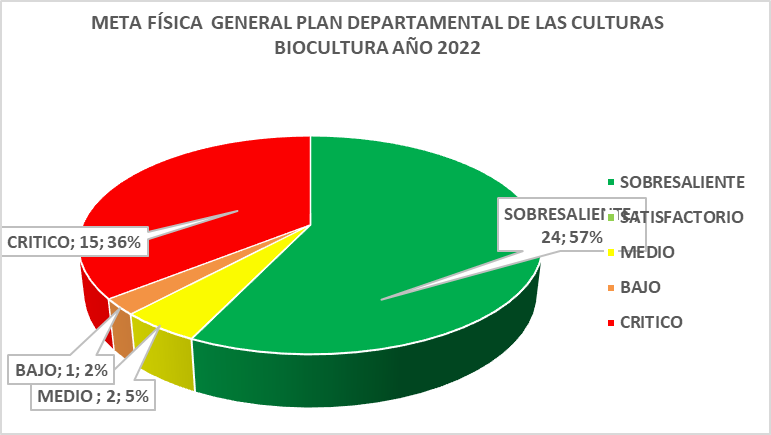 META FÍSICA  GENERAL PLAN DEPARTAMENTAL DE LAS CULTURAS
BIOCULTURA AÑO 2022
SOBRESALIENTE
SATISFACTORIO
MEDIO
BAJO
CRITICO
SOBRESALIENTE
24; 57%
CRITICO; 15; 36%
BAJO; 1; 2%
MEDIO ; 2; 5%